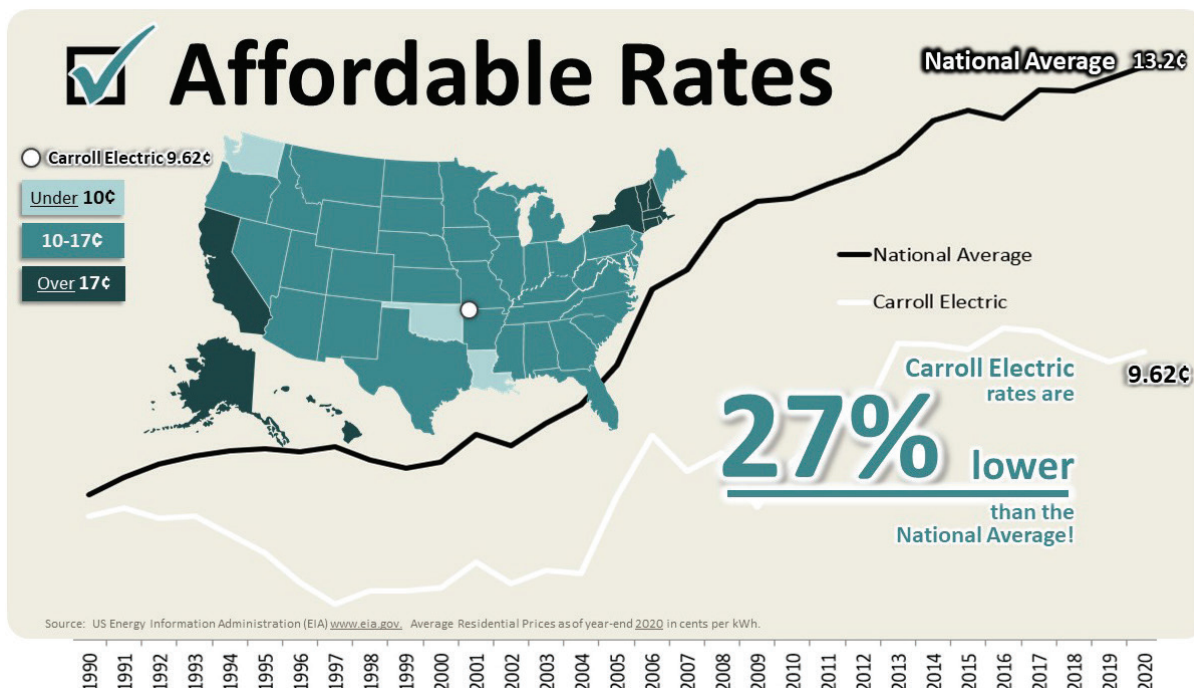 Affordable Rates
National Average 13.2¢
Carroll Electric 9.62¢
Under 10¢
10-17¢
Over 17¢
National Average
Carroll Electric
9.62¢
Carroll Electric
rates are
27% lower
than the
National Average!
Source: US Energy Information Administration (EIA) www.eia.gov. Average Residential Prices as of year-end 2020 in cents per kWh.
1990
1991
1992
1993
1994
1995
1996
1997
1998
1999
2000
2001
2002
2003
2004
2005
2006
2007
2008
2009
2010
2011
2012
2013
2014
2015
2016
2017
2018
2019
2020